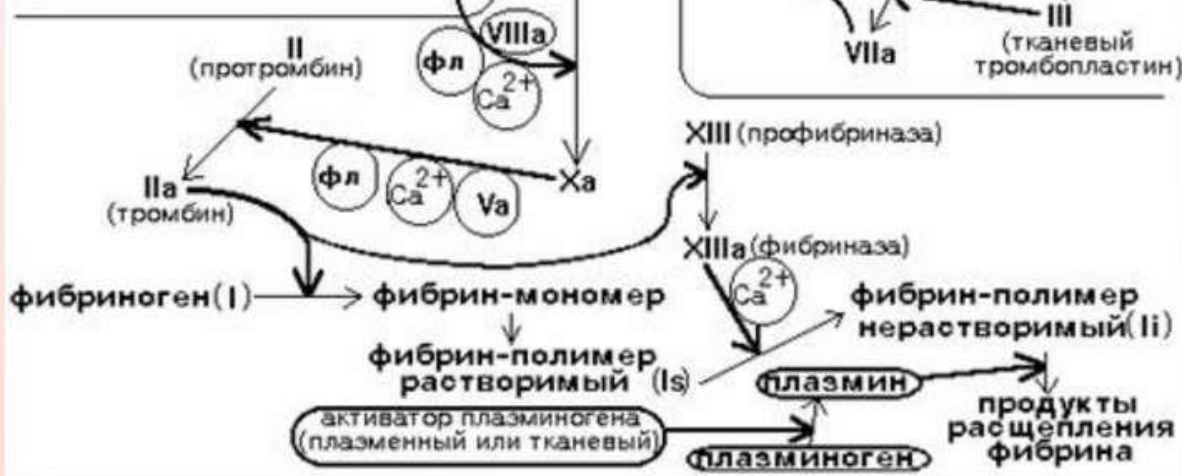 VIIIa
фл
Ca2+
II
(протромбин)
VIIa
III
(тканевый
тромбопластин)
XIII (профибриназа)
фл
Ca2+
Va
Xa
IIa
(тромбин)
XIIIa (фибриназа)
Ca2+
фибриноген(I)
фибрин-мономер
фибрин-полимер
нерастворимый(Ii)
фибрин-полимер
растворимый (Is)
плазмин
активатор плазминогена
(плазменный или тканевый)
плазминоген
продукты
расщепления
фибрина